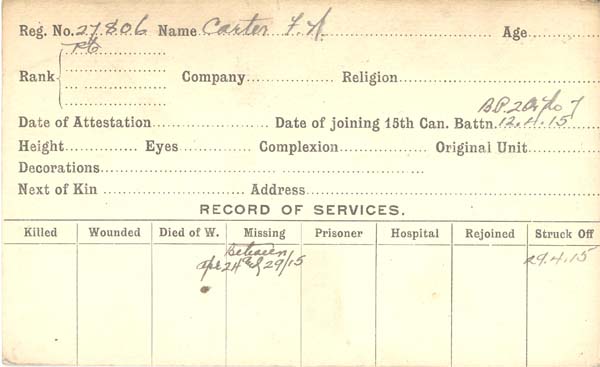 Reg. No. 27806 Name Carter F. Age
Rank Pte Company Religion
B.P. 2
Date of Attestation Date of joining 15th Can. Battn. 12.4.15
Height Eyes Complexion Original Unit
Decorations
Next of Kin Address
RECORD OF SERVICES.
Killed Wounded Died of W. Missing Prisoner Hospital Rejoined Struck Off
Between 29.4.15
Apr 24th & 29/15